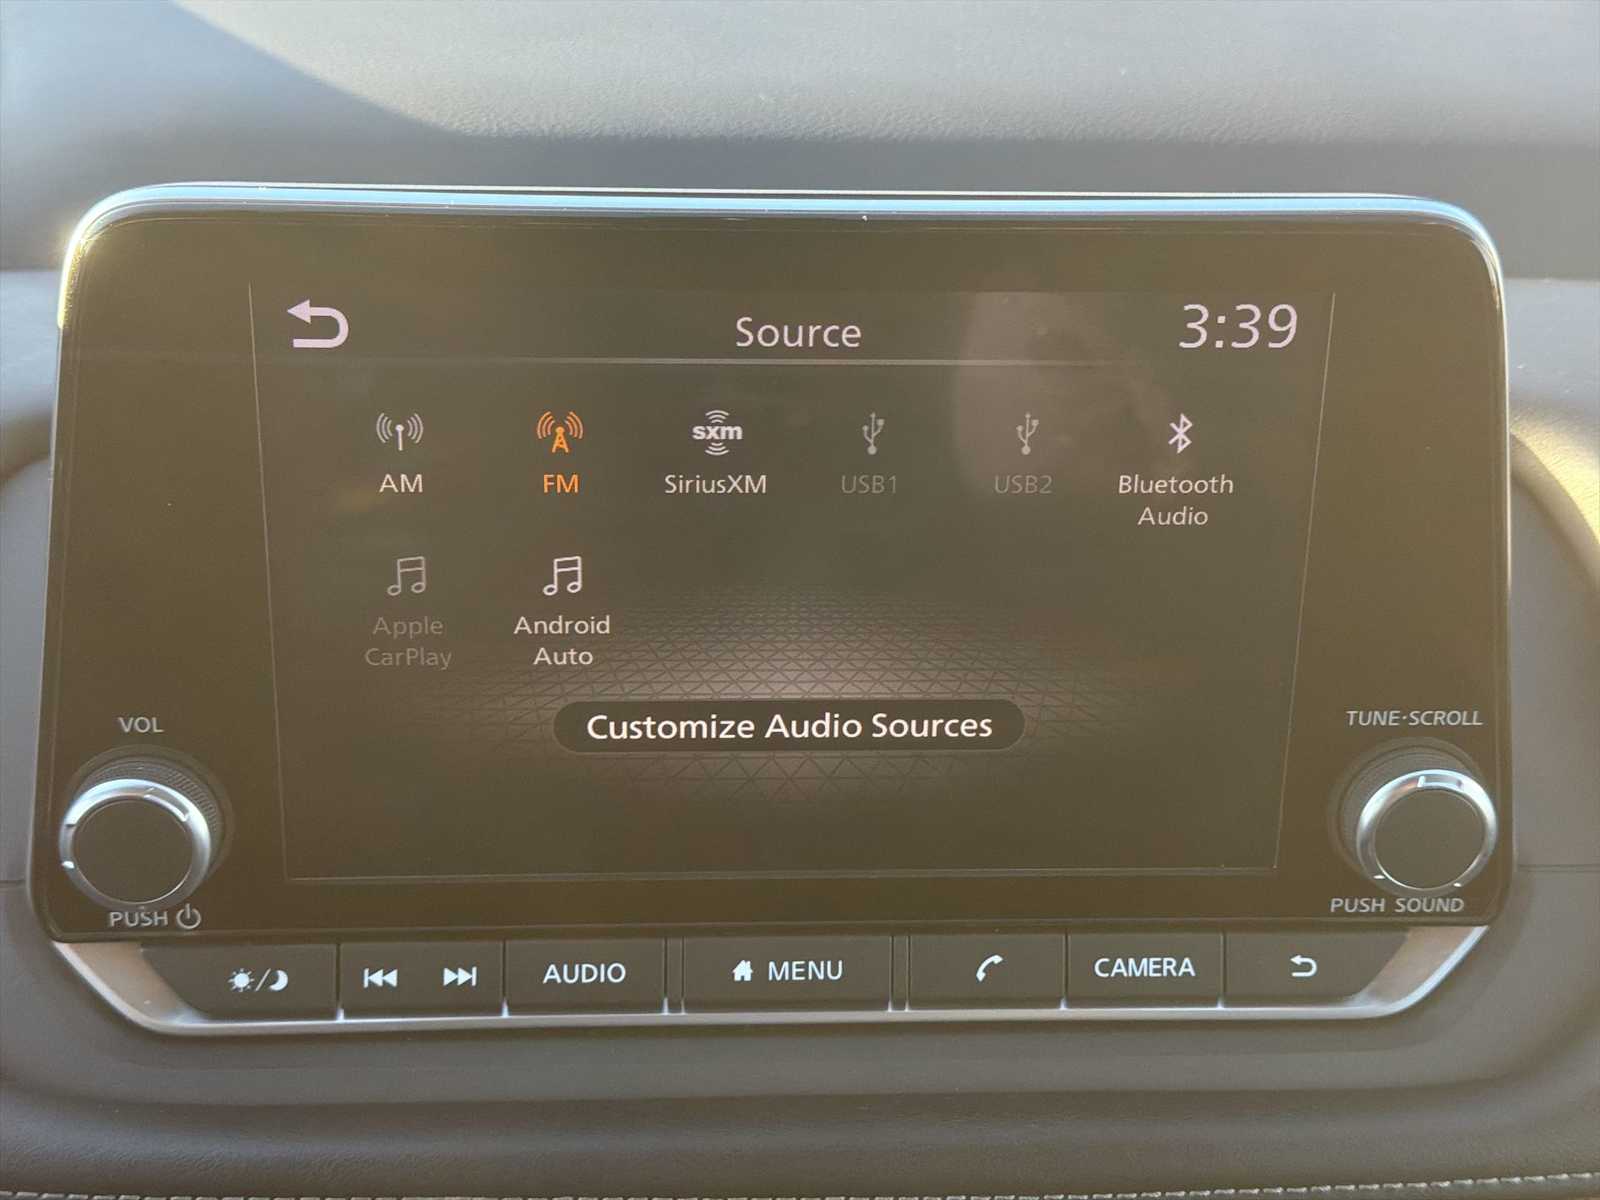 Source
3:39
sxm
AM
FM
SiriusXM
USB1
USB2
Bluetooth
Audio
Apple
CarPlay
Android
Auto
Customize Audio Sources
VOL
PUSH
TUNE·SCROLL
PUSH SOUND
AUDIO
MENU
CAMERA